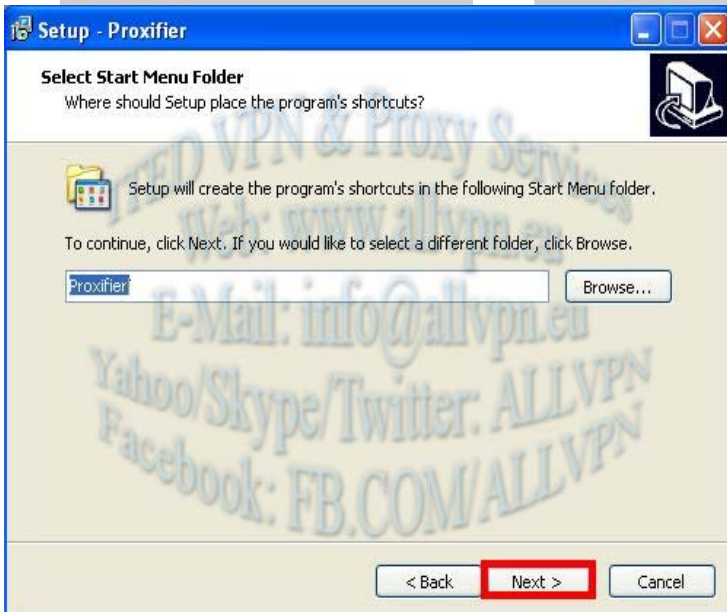 Setup - Proxifier
Select Start Menu Folder
Where should Setup place the program's shortcuts?
VPN & Proxy Services
Web: www.allvpn.eu
Setup will create the program's shortcuts in the following Start Menu folder.
To continue, click Next. If you would like to select a different folder, click Browse.
Proxifier
Browse...
E-Mail: info@allvpn.eu
Yahoo/Skype/Twitter: ALLVPN
Facebook: FB.COM/ALLVPN
< Back
Next >
Cancel